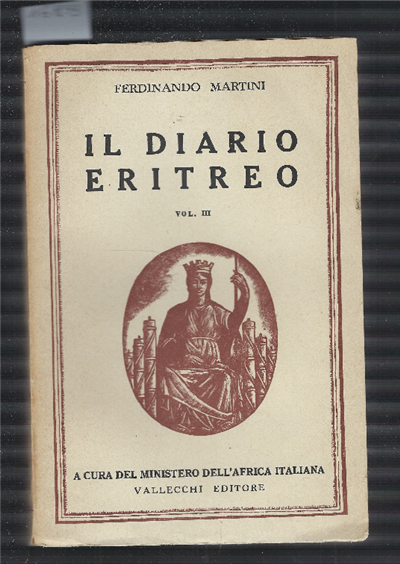 FERDINANDO MARTINI
IL DIARIO
ERITREO
VOL. III
A CURA DEL MINISTERO DELL'AFRICA ITALIANA
VALLECCHI EDITORE